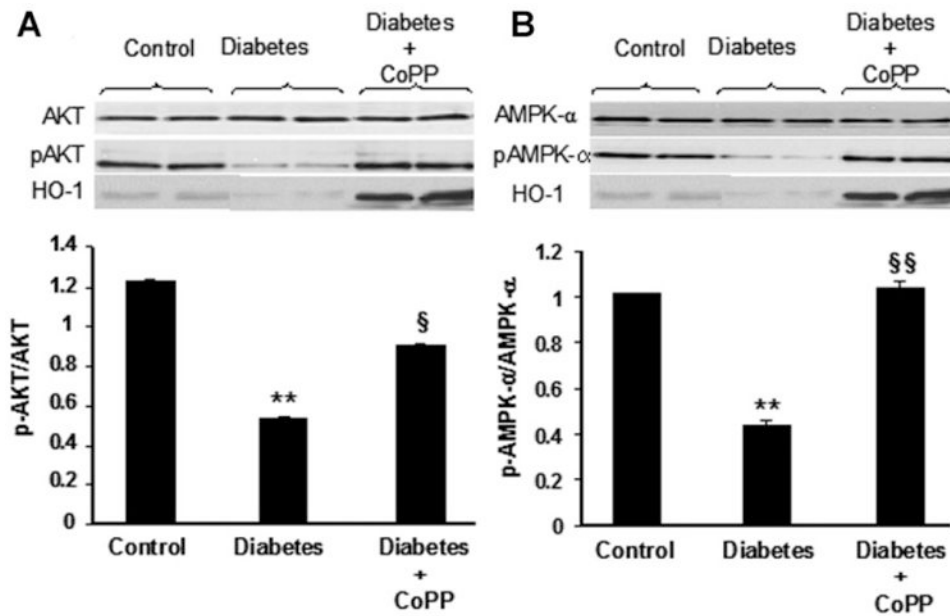 A
Control
Diabetes
Diabetes
+
CoPP
AKT
pAKT
HO-1
1.4
1.2
1
0.8
0.6
0.4
0.2
0
p-AKT/AKT
**
§
Control
Diabetes
Diabetes
+
CoPP
B
Control
Diabetes
Diabetes
+
CoPP
AMPK-α
pAMPK-α
HO-1
1.2
1
0.8
0.6
0.4
0.2
0
p-AMPK-α/AMPK-α
**
§§
Control
Diabetes
Diabetes
+
CoPP